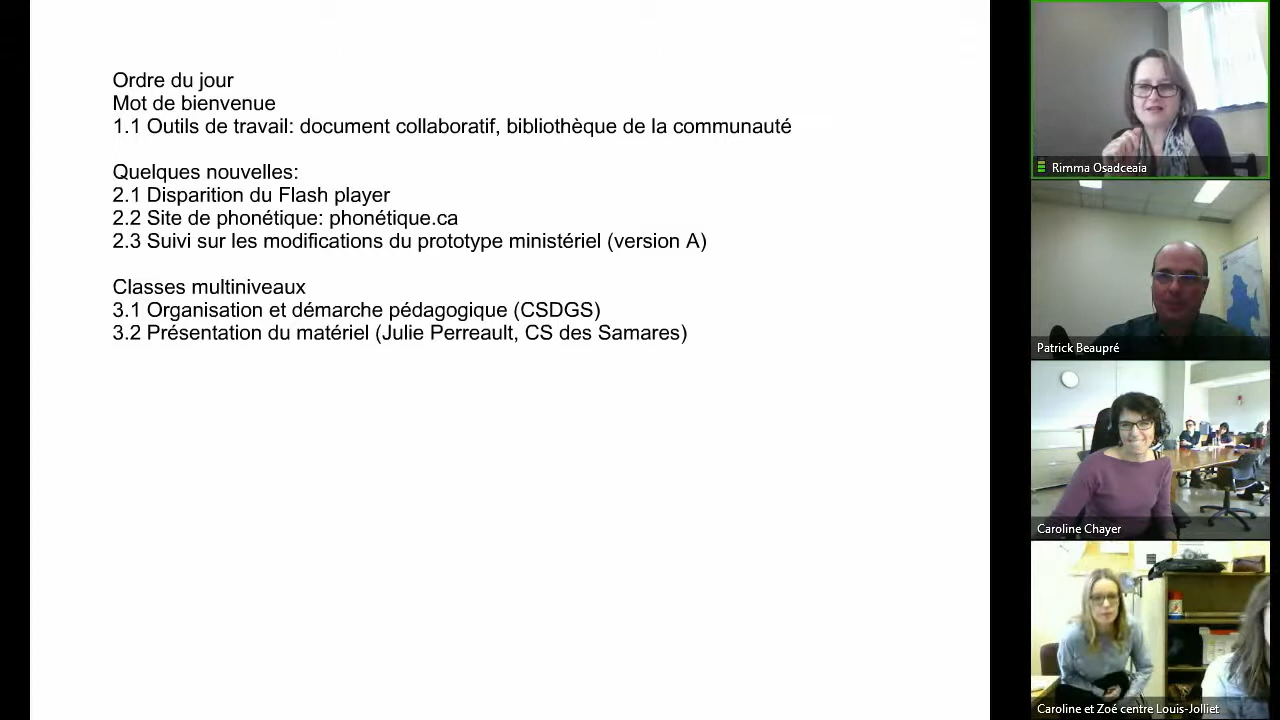 Ordre du jour
Mot de bienvenue
1.1 Outils de travail: document collaboratif, bibliothèque de la communauté
Quelques nouvelles:
2.1 Disparition du Flash player
2.2 Site de phonétique: phonétique.ca
2.3 Suivi sur les modifications du prototype ministériel (version A)
Classes multiniveaux
3.1 Organisation et démarche pédagogique (CSDGS)
3.2 Présentation du matériel (Julie Perreault, CS des Samares)
Rimma Osadceaia
Patrick Beaupré
Caroline Chayer
Caroline et Zoé centre Louis-Jolliet